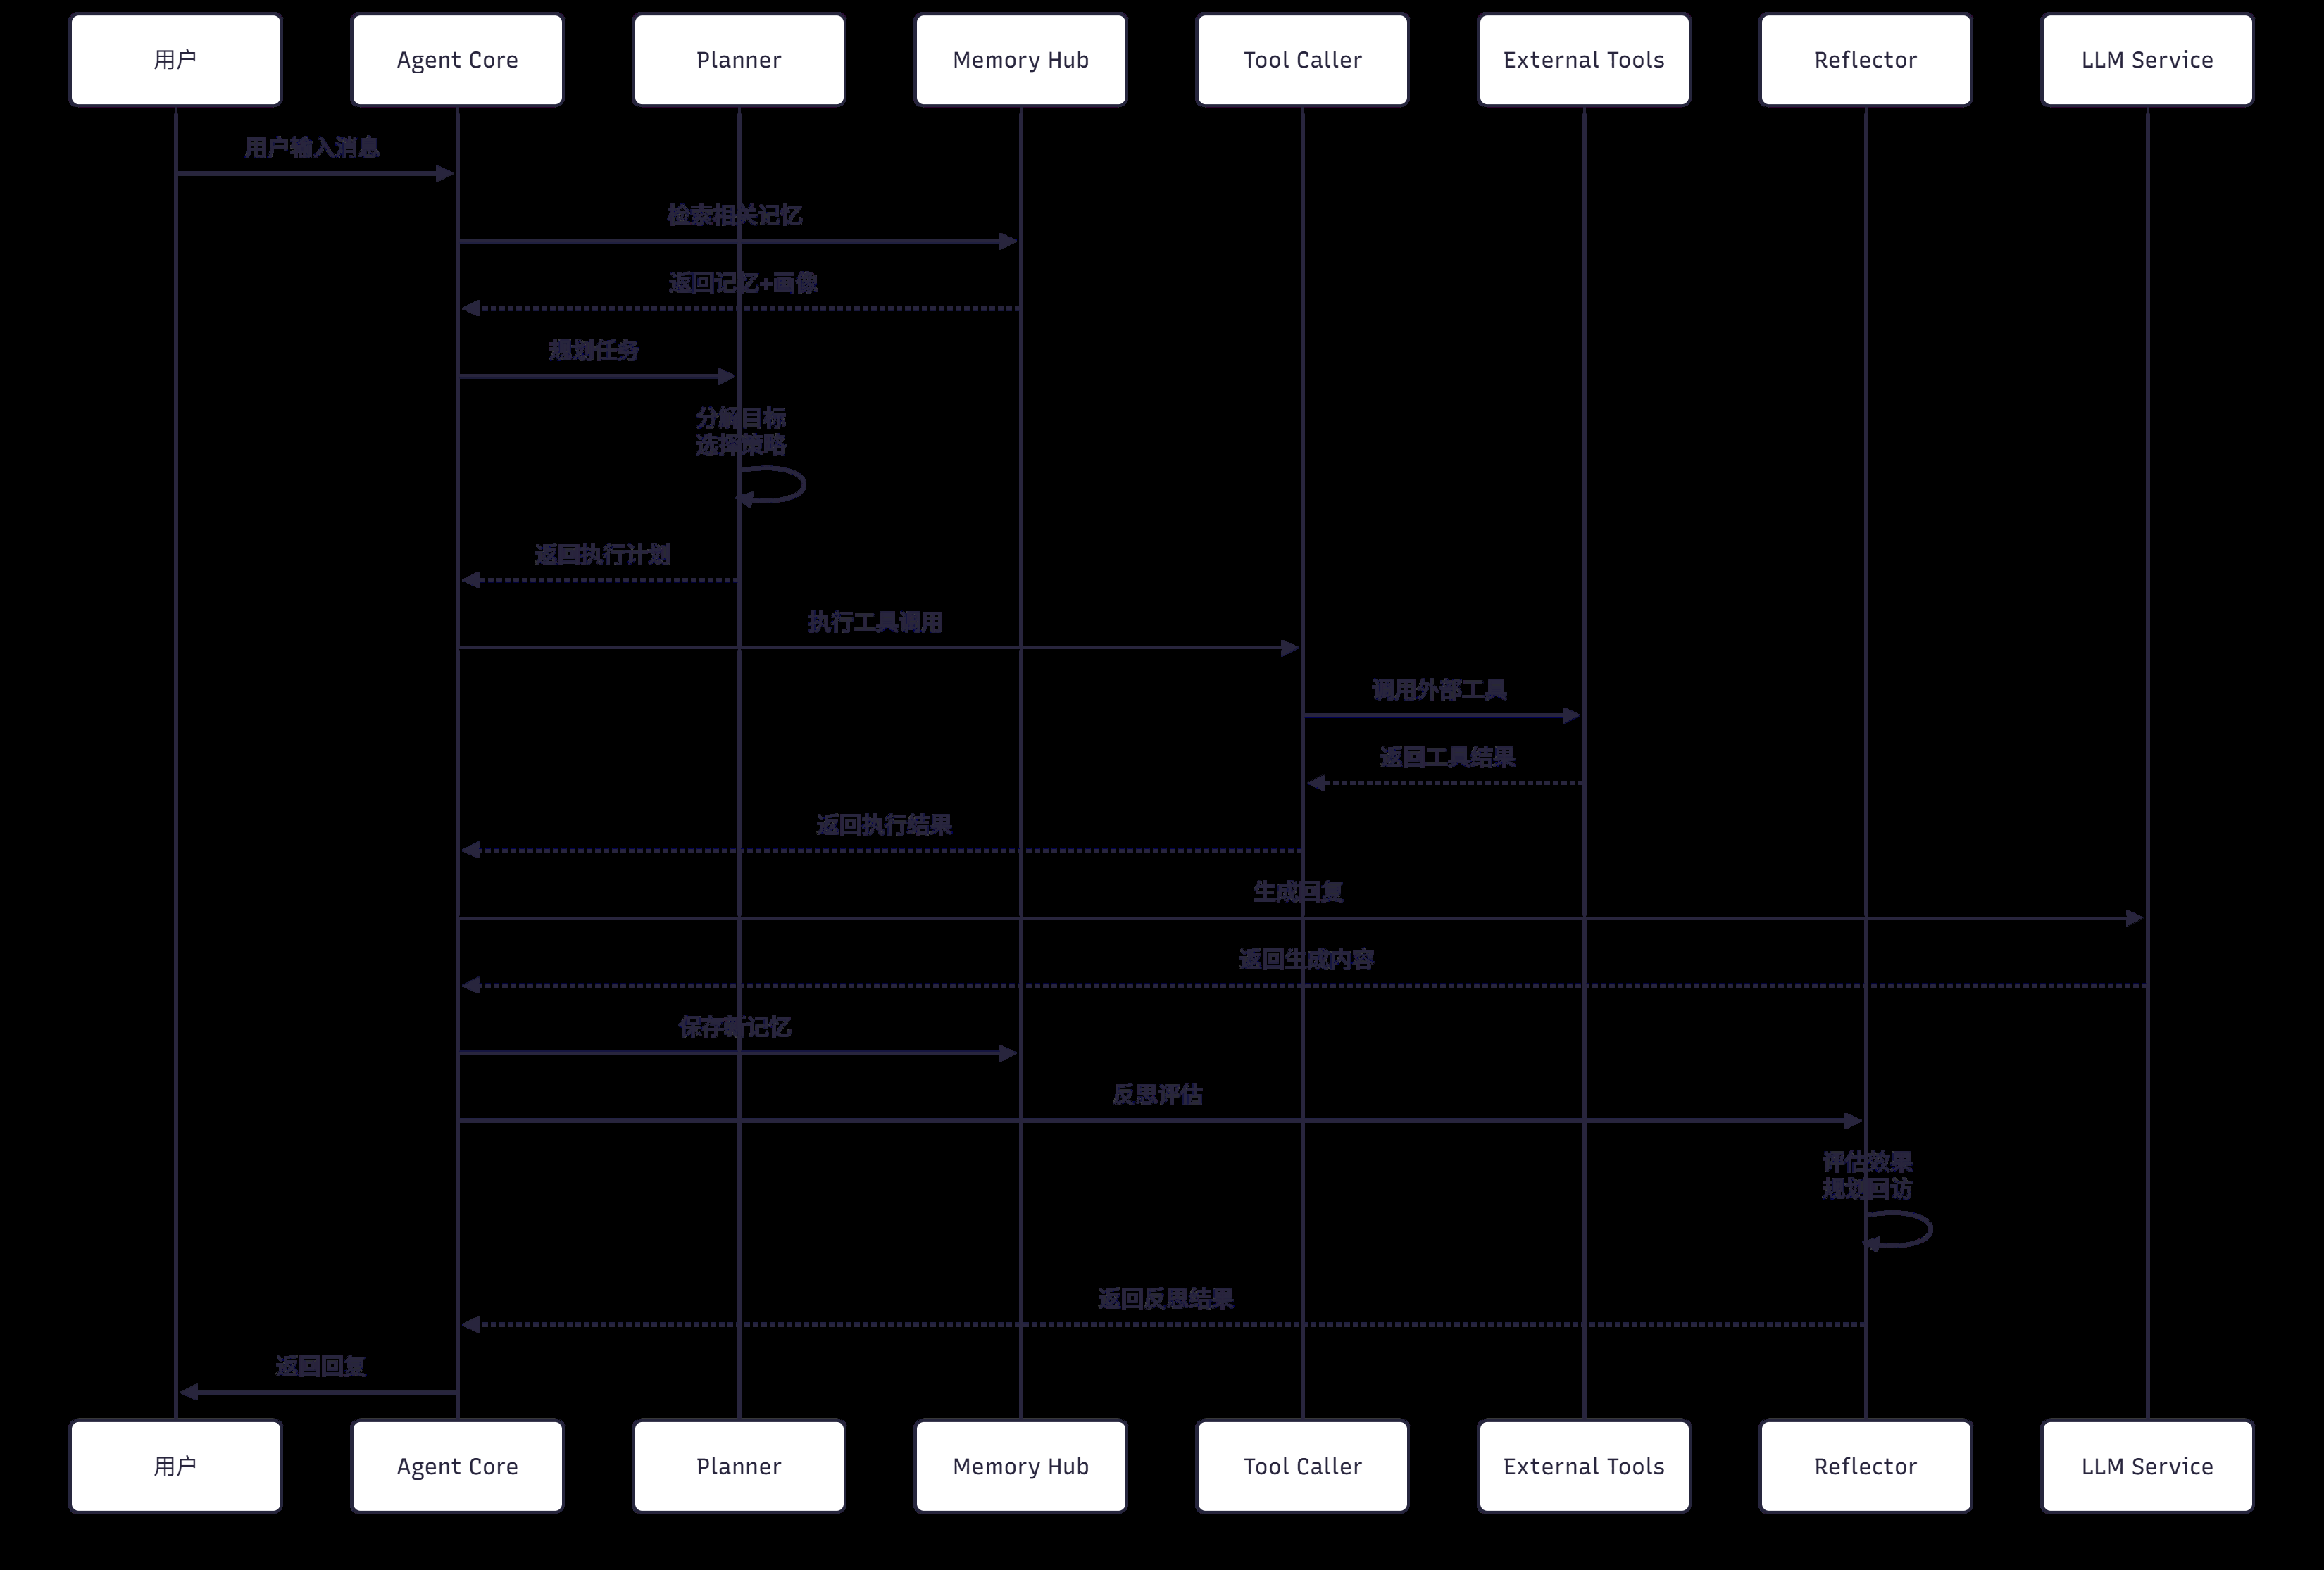 用户
Agent Core
Planner
Memory Hub
Tool Caller
External Tools
Reflector
LLM Service
用户输入消息
检索相关记忆
返回记忆+画像
规划任务
分解目标
选择策略
返回执行计划
执行工具调用
调用外部工具
返回工具结果
返回执行结果
生成回复
返回生成内容
保存新记忆
反思评估
评估效果
规划回访
返回反思结果
返回回复
用户
Agent Core
Planner
Memory Hub
Tool Caller
External Tools
Reflector
LLM Service